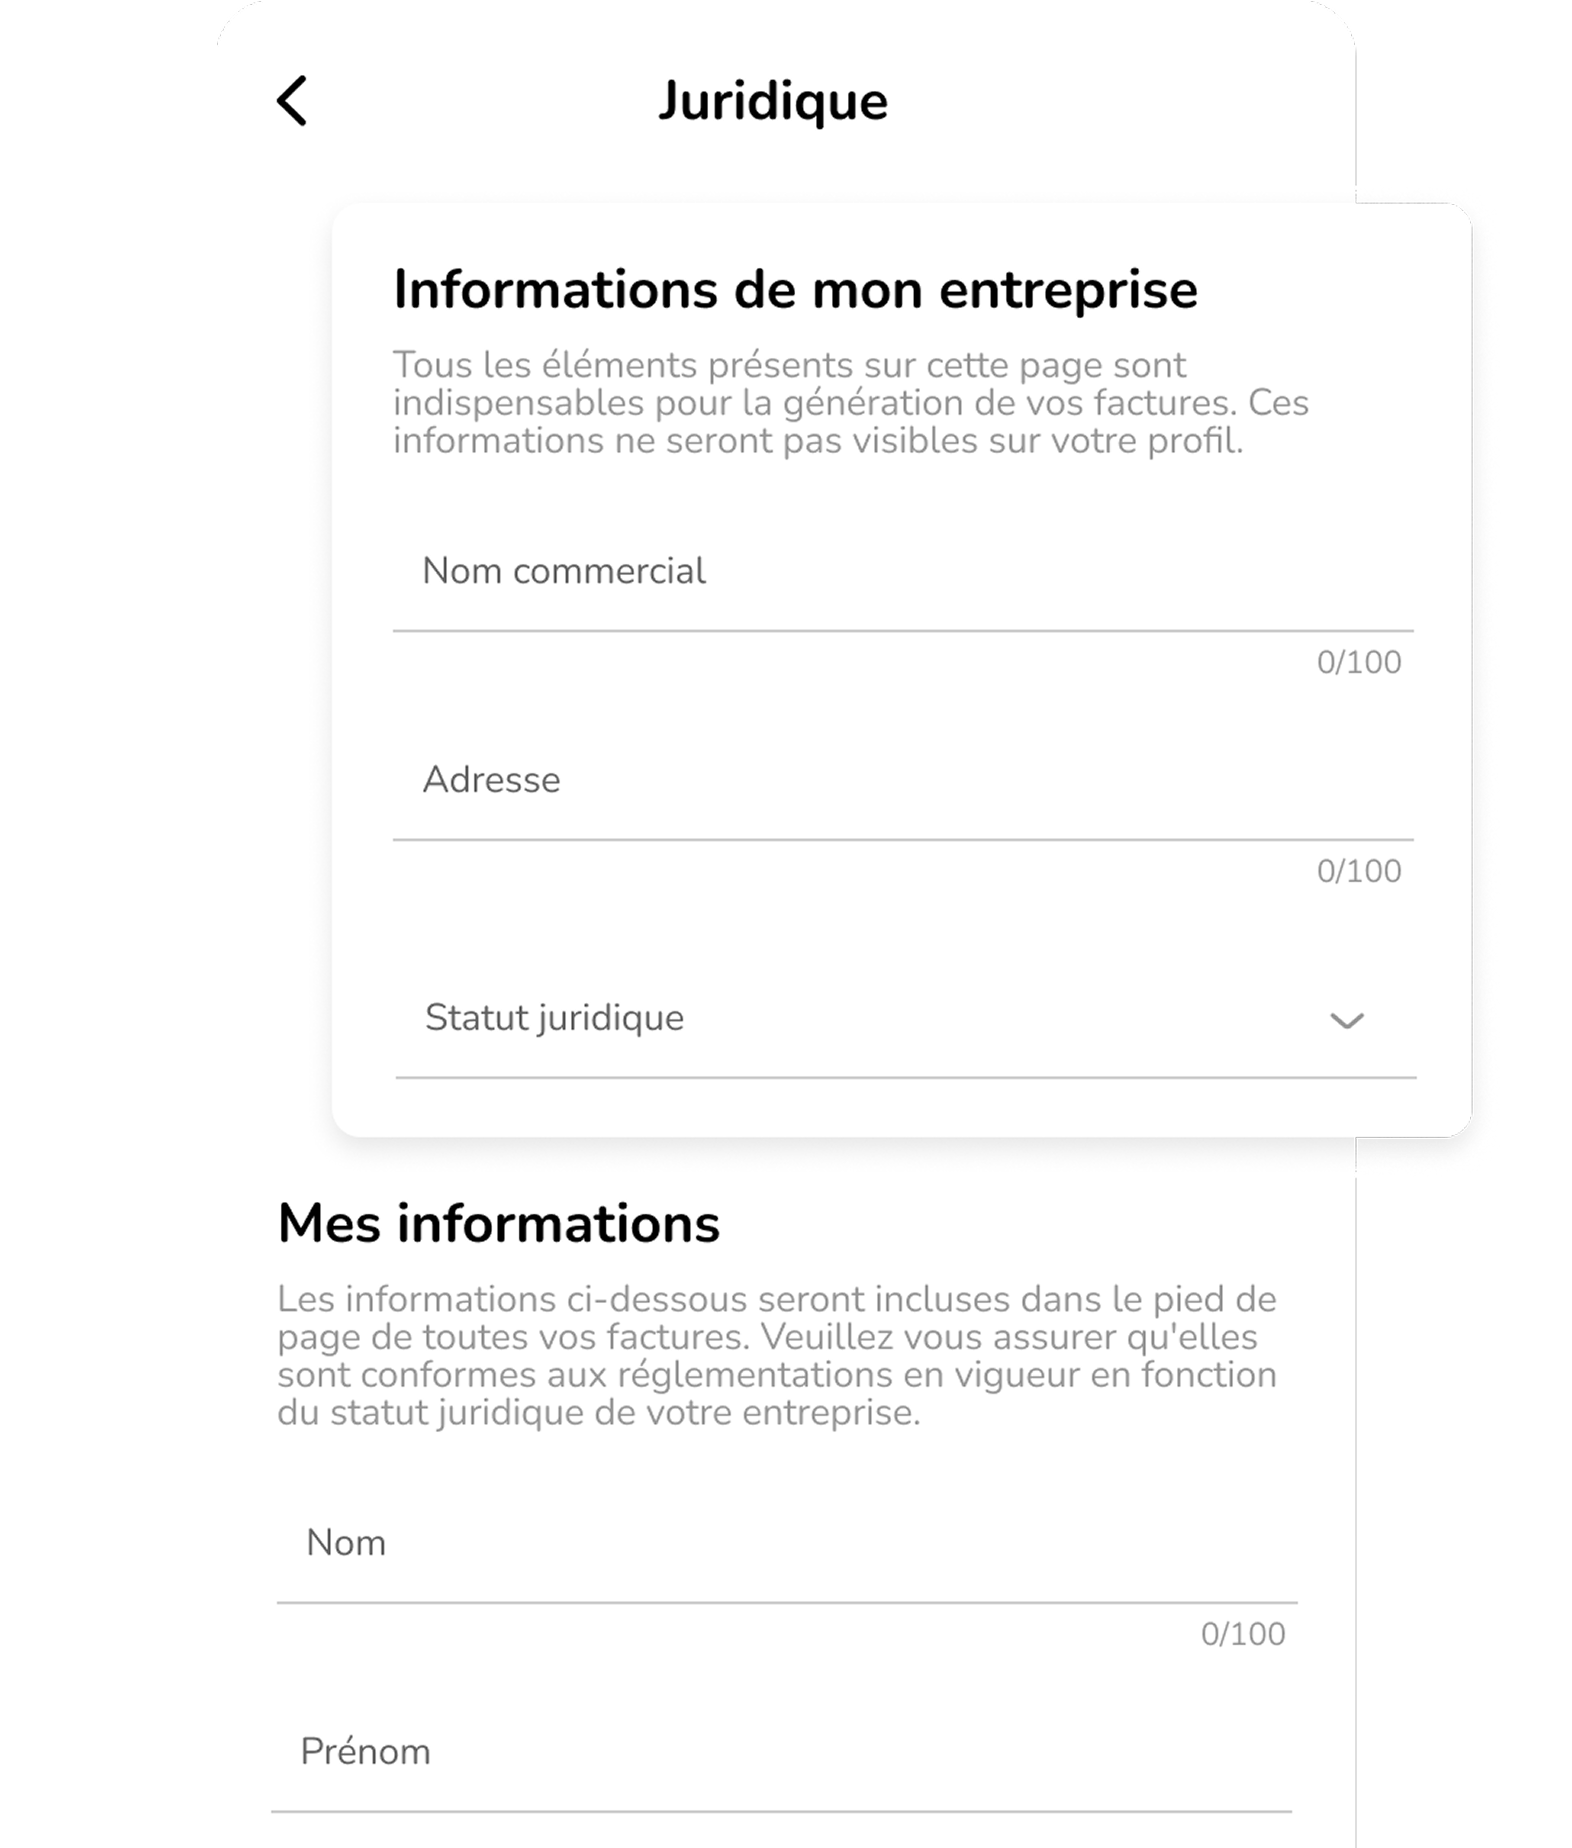 Juridique
Informations de mon entreprise
Tous les éléments présents sur cette page sont
indispensables pour la génération de vos factures. Ces
informations ne seront pas visibles sur votre profil.
Nom commercial
0/100
Adresse
0/100
Statut juridique
Mes informations
Les informations ci-dessous seront incluses dans le pied de
page de toutes vos factures. Veuillez vous assurer qu'elles
sont conformes aux réglementations en vigueur en fonction
du statut juridique de votre entreprise.
Nom
0/100
Prénom